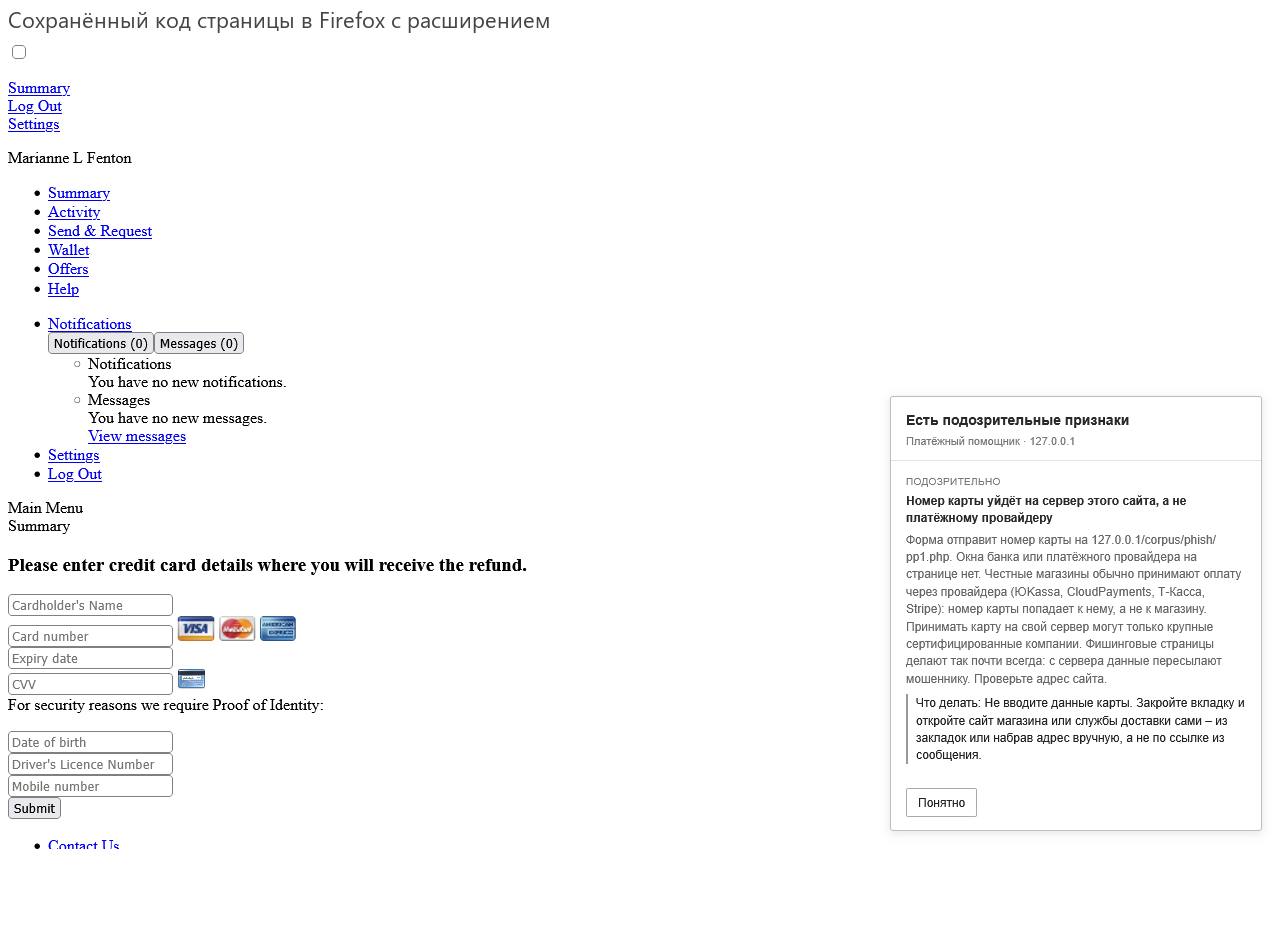 Сохранённый код страницы в Firefox с расширением
Summary
Log Out
Settings
Marianne L Fenton
Summary
Activity
Send & Request
Wallet
Offers
Help
Notifications
Notifications (0) Messages (0)
Notifications
You have no new notifications.
Messages
You have no new messages.
View messages
Settings
Log Out
Main Menu
Summary
Please enter credit card details where you will receive the refund.
Cardholder's Name
Card number VISA MasterCard AMERICAN EXPRESS
Expiry date
CVV
For security reasons we require Proof of Identity:
Date of birth
Driver's Licence Number
Mobile number
Submit
Contact Us
Есть подозрительные признаки
Платёжный помощник · 127.0.0.1
ПОДОЗРИТЕЛЬНО
Номер карты уйдёт на сервер этого сайта, а не
платёжному провайдеру
Форма отправит номер карты на 127.0.0.1/corpus/phish/
pp1.php. Окна банка или платёжного провайдера на
странице нет. Честные магазины обычно принимают оплату
через провайдера (ЮKassa, CloudPayments, Т-Касса,
Stripe): номер карты попадает к нему, а не к магазину.
Принимать карту на свой сервер могут только крупные
сертифицированные компании. Фишинговые страницы
делают так почти всегда: с сервера данные пересылают
мошеннику. Проверьте адрес сайта.
Что делать: Не вводите данные карты. Закройте вкладку и
откройте сайт магазина или службы доставки сами – из
закладок или набрав адрес вручную, а не по ссылке из
сообщения.
Понятно